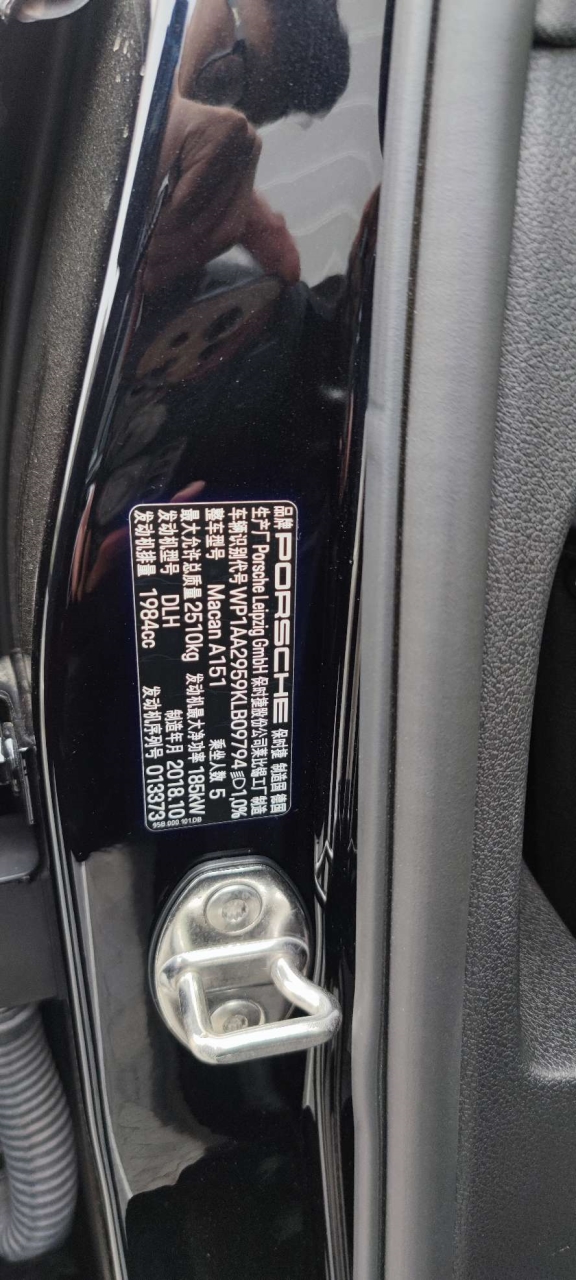 品牌 PORSCHE 保时捷 制造国 德国
生产厂 Porsche Leipzig GmbH 保时捷股份公司莱比锡工厂 制造
车辆识别代号 WP1AA2959KLB09794 1,0%
整车型号 Macan A151 乘坐人数 5
最大允许总质量 2510kg 发动机最大净功率 185kW
发动机型号 DLH 制造年月 2018.10
发动机排量 1984cc 发动机序列号 013373
95B.000.101.DB